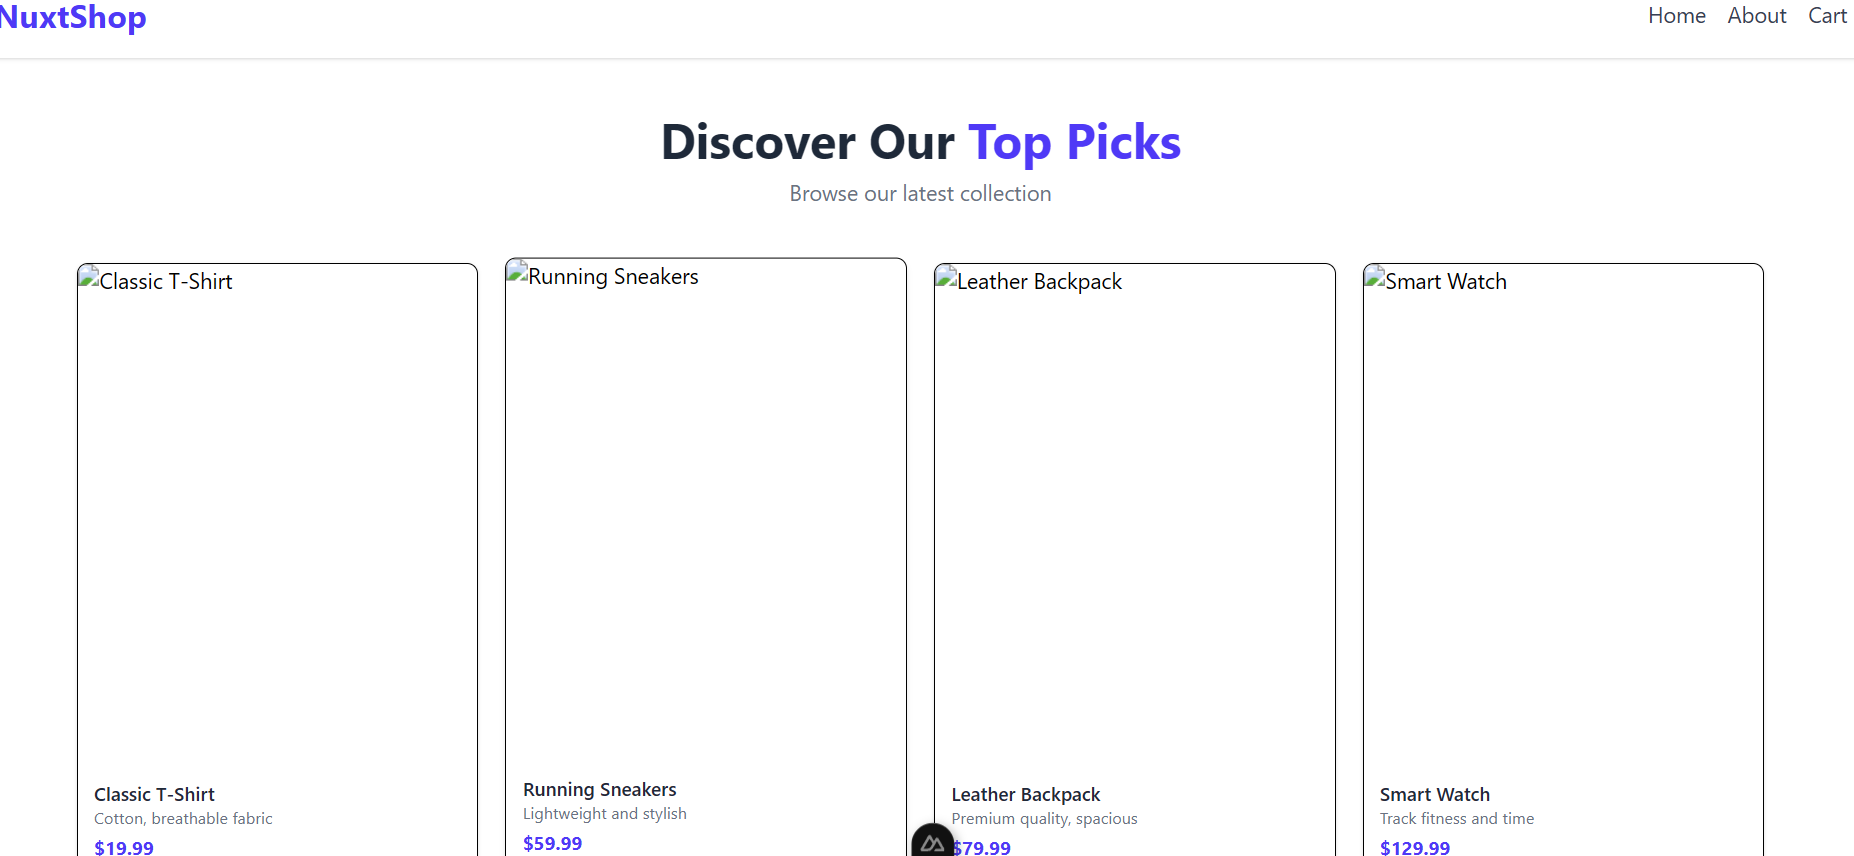 NuxtShop
Home About Cart
Discover Our Top Picks
Browse our latest collection
Classic T-Shirt
Running Sneakers
Leather Backpack
Smart Watch
Classic T-Shirt
Cotton, breathable fabric
$19.99
Running Sneakers
Lightweight and stylish
$59.99
Leather Backpack
Premium quality, spacious
$79.99
Smart Watch
Track fitness and time
$129.99